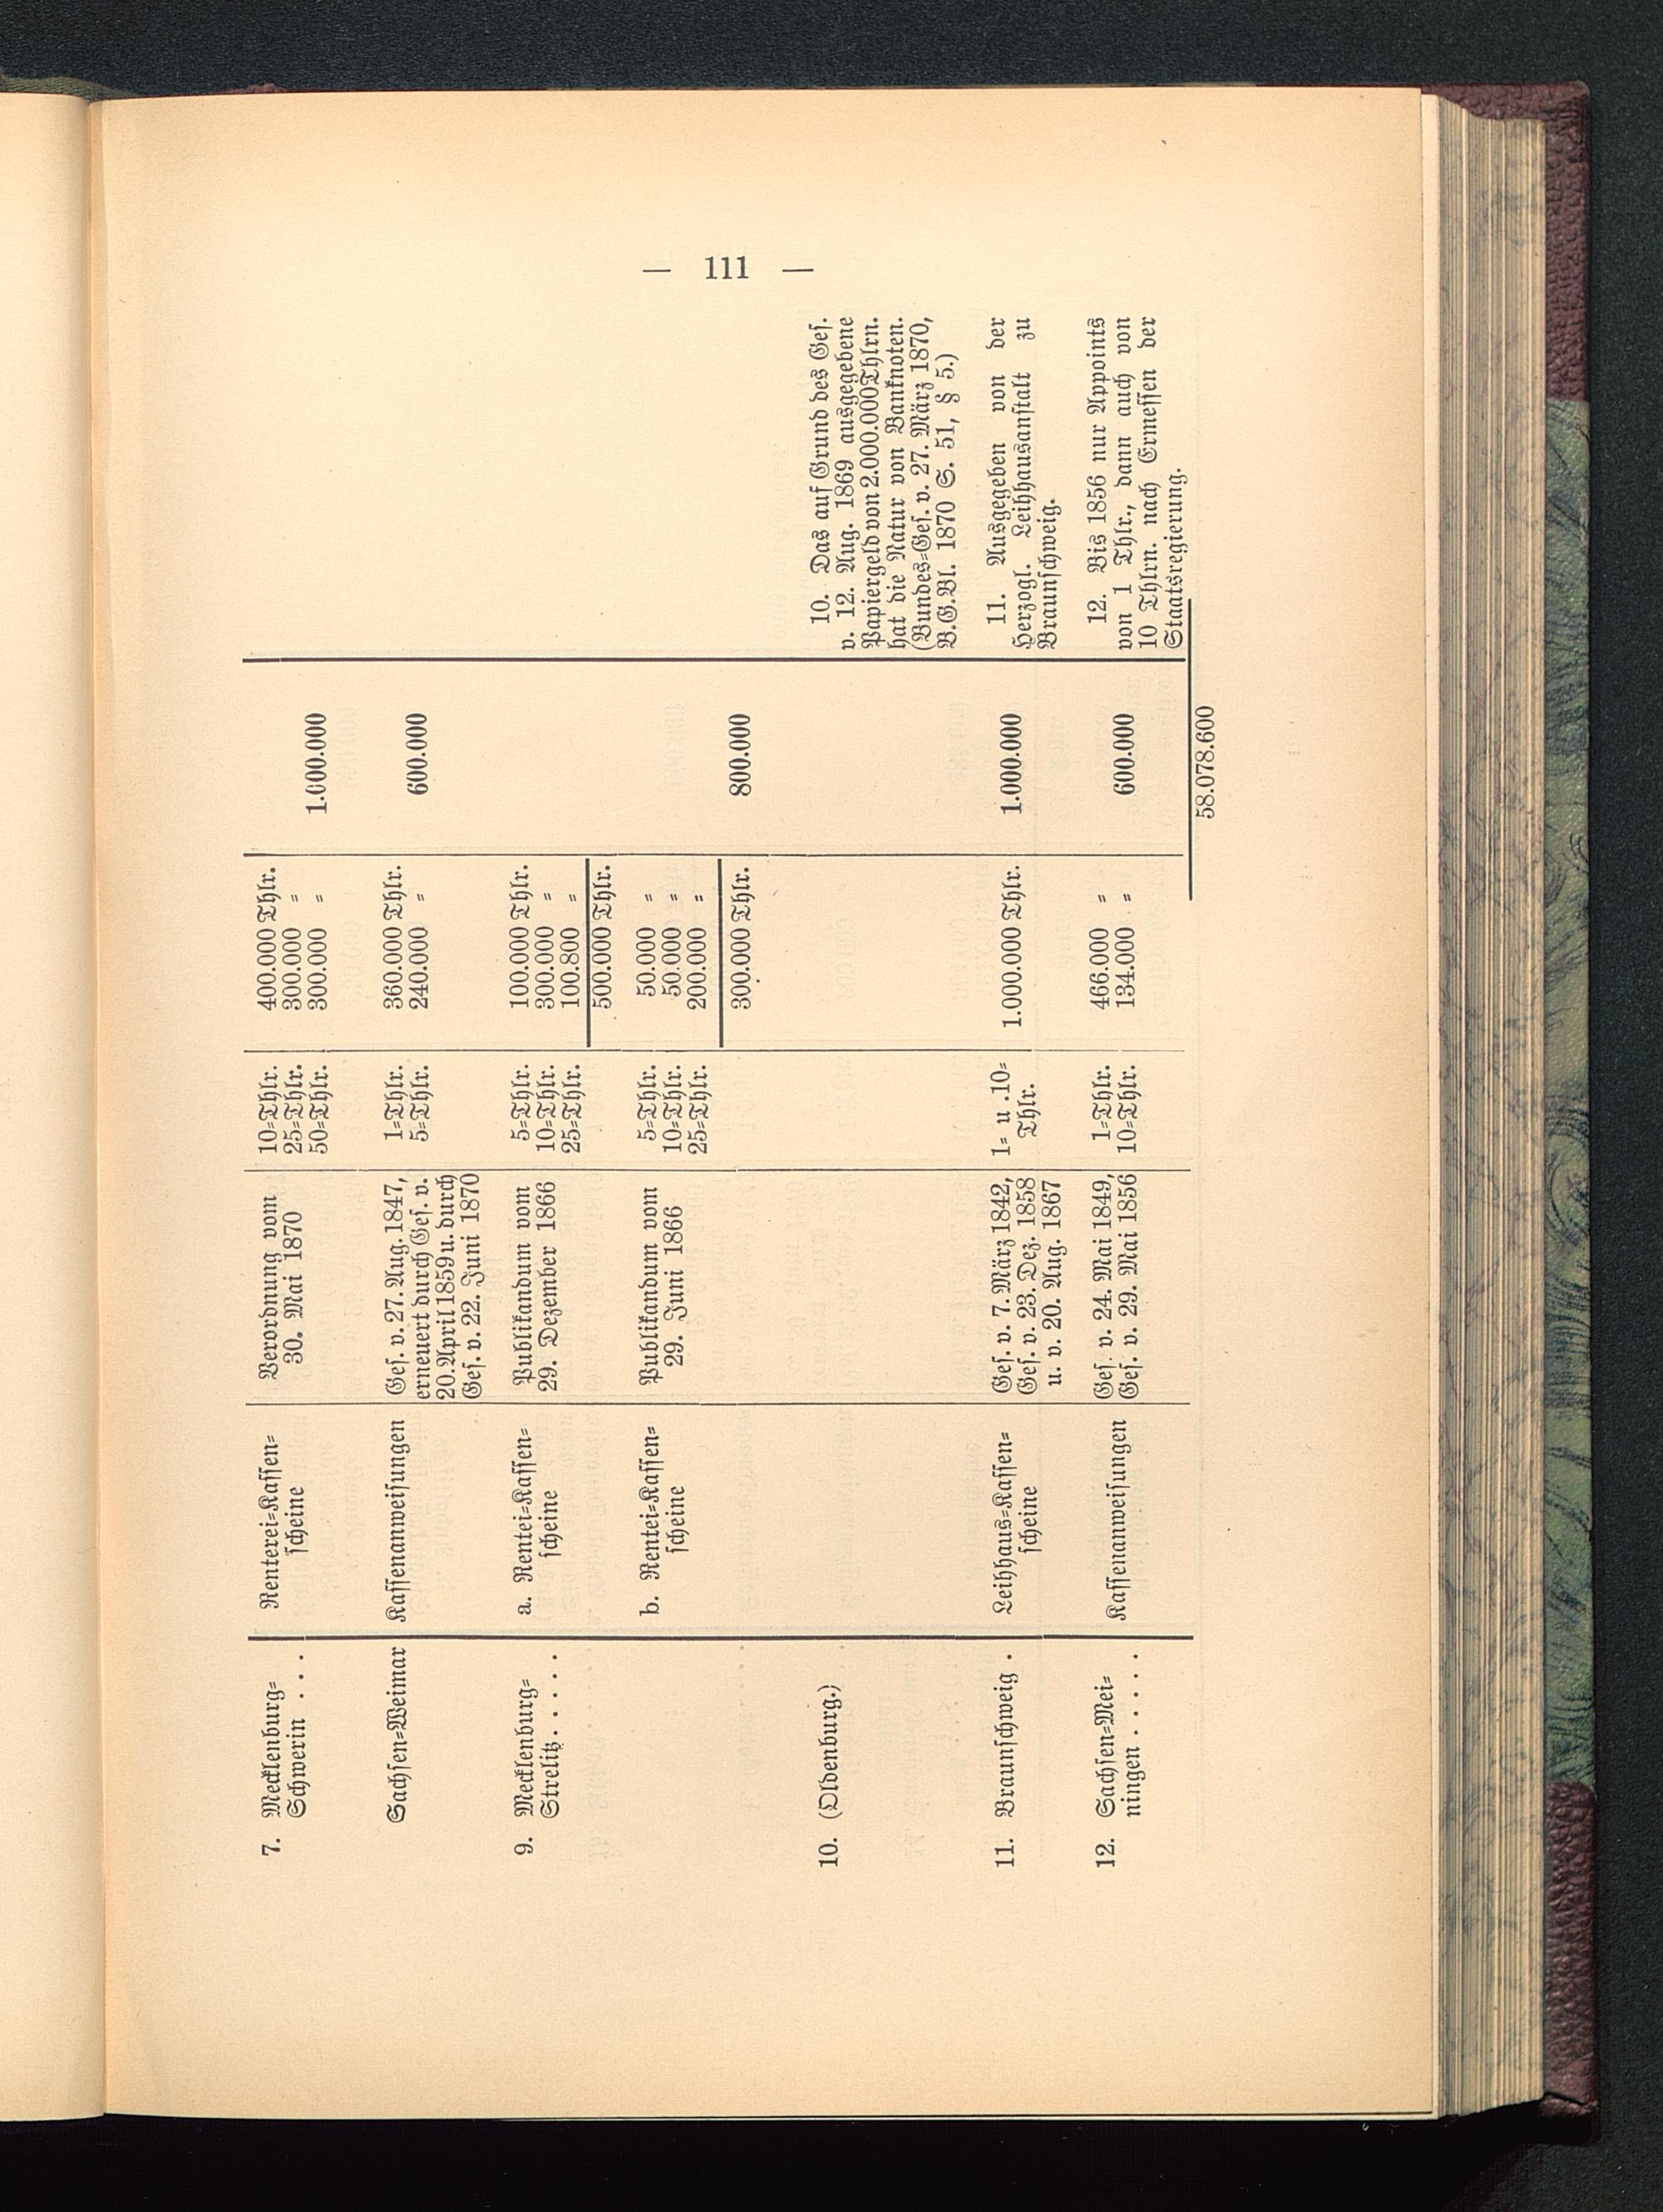 — 111 —
7. Mecklenburg-
Schwerin . . .
Renterei-Kassen-
scheine
Verordnung vom
30. Mai 1870
10-Thlr.
25-Thlr.
50-Thlr.
400.000 Thlr.
300.000 "
300.000 "
1.000.000
Sachsen-Weimar
Kassenanweisungen
Ges. v. 27. Aug. 1847,
erneuert durch Ges. v.
20. April 1859 u. durch
Ges. v. 22. Juni 1870
1-Thlr.
5-Thlr.
360.000 Thlr.
240.000 "
600.000
9. Mecklenburg-
Strelitz . . . . .
a. Rentei-Kassen-
scheine
Publikandum vom
29. Dezember 1866
5-Thlr.
10-Thlr.
25-Thlr.
100.000 Thlr.
300.000 "
100.800 "
500.000 Thlr.
b. Rentei-Kassen-
scheine
Publikandum vom
29. Juni 1866
5-Thlr.
10-Thlr.
25-Thlr.
50.000 "
50.000 "
200.000 "
300.000 Thlr.
800.000
10. (Oldenburg.)
10. Das auf Grund des Ges.
v. 12. Aug. 1869 ausgegebene
Papiergeld von 2.000.000 Thlrn.
hat die Natur von Banknoten.
(Bundes-Ges. v. 27. März 1870,
B.G.Bl. 1870 S. 51, § 5.)
11. Braunschweig .
Leihhaus-Kassen-
scheine
Ges. v. 7. März 1842,
Ges. v. 23. Dez. 1858
u. v. 20. Aug. 1867
1- u .10-
Thlr.
1.000.000 Thlr.
1.000.000
11. Ausgegeben von der
Herzogl. Leihhausanstalt zu
Braunschweig.
12. Sachsen-Mei-
ningen . . . . .
Kassenanweisungen
Ges. v. 24. Mai 1849,
Ges. v. 29. Mai 1856
1-Thlr.
10-Thlr.
466.000 "
134.000 "
600.000
12. Bis 1856 nur Appoints
von 1 Thlr., dann auch von
10 Thlrn. nach Ermessen der
Staatsregierung.
58.078.600